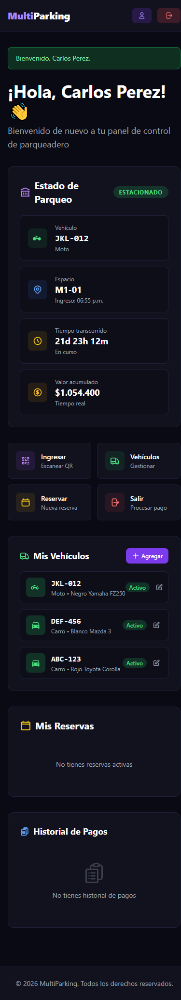 MultiParking
Bienvenido, Carlos Perez.
¡Hola, Carlos Perez!
👋
Bienvenido de nuevo a tu panel de control
de parqueadero
Estado de
Parqueo
ESTACIONADO
Vehículo
JKL-012
Moto
Espacio
M1-01
Ingreso: 06:55 p.m.
Tiempo transcurrido
21d 23h 12m
En curso
Valor acumulado
$1.054.400
Tiempo real
Ingresar
Escanear QR
Vehículos
Gestionar
Reservar
Nueva reserva
Salir
Procesar pago
Mis Vehículos
Agregar
JKL-012
Moto • Negro Yamaha FZ250
Activo
DEF-456
Carro • Blanco Mazda 3
Activo
ABC-123
Carro • Rojo Toyota Corolla
Activo
Mis Reservas
No tienes reservas activas
Historial de Pagos
No tienes historial de pagos
© 2026 MultiParking. Todos los derechos reservados.